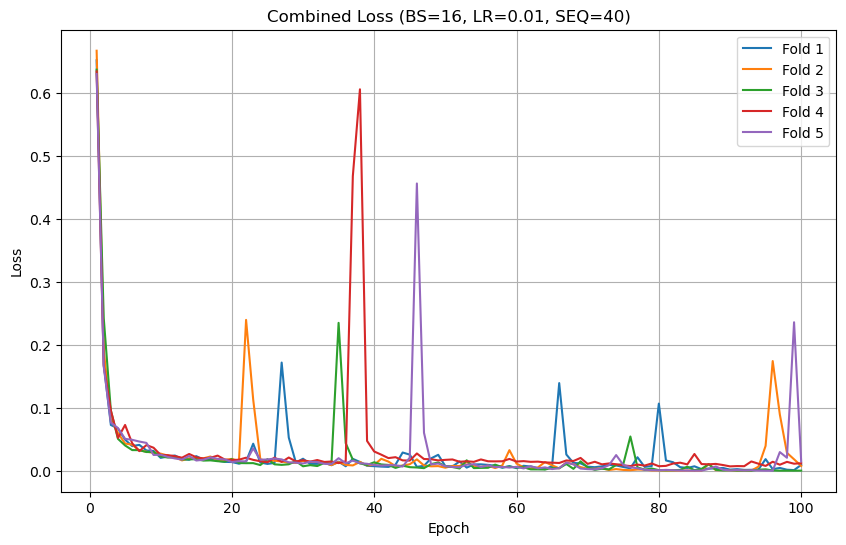 Combined Loss (BS=16, LR=0.01, SEQ=40)
Fold 1
Fold 2
Fold 3
Fold 4
Fold 5
Loss
0.6
0.5
0.4
0.3
0.2
0.1
0.0
0 20 40 60 80 100
Epoch